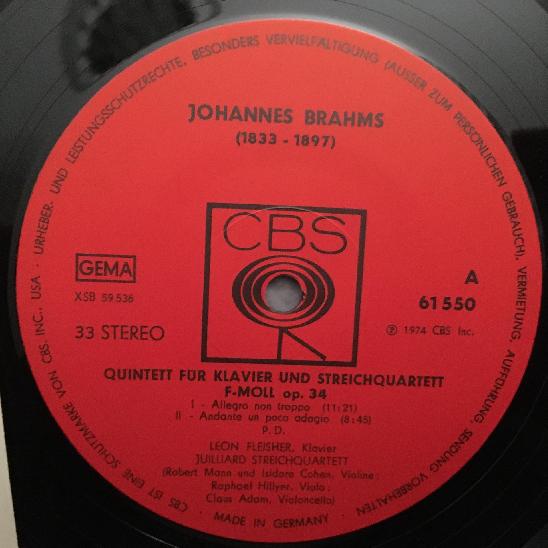 JOHANNES BRAHMS
(1833 - 1897)
CBS
GEMA
XSB 59 536
33 STEREO
A
61 550
Ⓟ 1974 CBS Inc.
QUINTETT FÜR KLAVIER UND STREICHQUARTETT
F-MOLL op. 34
I - Allegro non troppo (11:21)
II - Andante un poco adagio (8:45)
P.D.
LEON FLEISHER, Klavier
JUILLIARD STREICHQUARTETT
(Robert Mann und Isidore Cohen, Violine;
Raphael Hillyer, Viola;
Claus Adam, Violoncello)
CBS IST EINE SCHUTZMARKE VON CBS, INC., USA · URHEBER- UND LEISTUNGSSCHUTZRECHTE, BESONDERS VERVIELFÄLTIGUNG (AUSSER ZUM PERSÖNLICHEN GEBRAUCH), VERMIETUNG, AUFFÜHRUNG, SENDUNG VORBEHALTEN
· MADE IN GERMANY ·